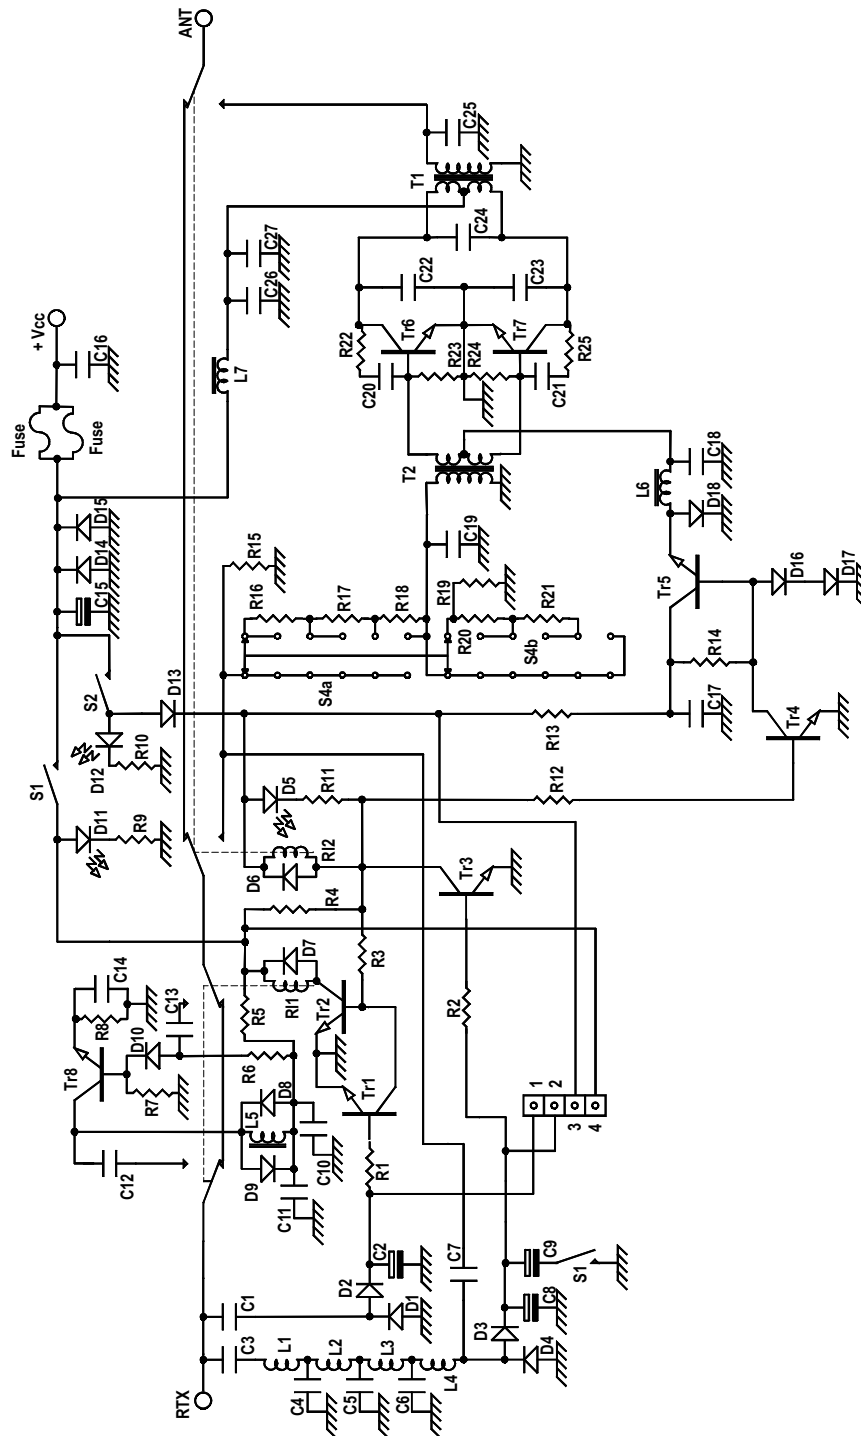 ANT
+ Vcc
Fuse
Fuse
C16
D15
D14
C15
S2
D13
D12
R10
S1
D11
R9
C14
R8
C13
D10
Tr8
R7
R6
C12
L5
D8
D9
C10
C11
R5
Rl1
D7
Tr2
Tr1
R1
R4
R3
D6
Rl2
D5
R11
Tr3
R2
C2
D2
D1
C1
C3
RTX
L1
L2
L3
L4
C4
C5
C6
C7
D3
D4
C8
C9
S1
1
2
3
4
R12
R13
C17
Tr4
R14
Tr5
D16
D17
D18
L6
C18
R15
R16
R17
R18
S4a
R19
R20
R21
S4b
C19
T2
C20
C21
R22
R23
R24
R25
Tr6
Tr7
C22
C23
C24
T1
C25
C26
C27
L7